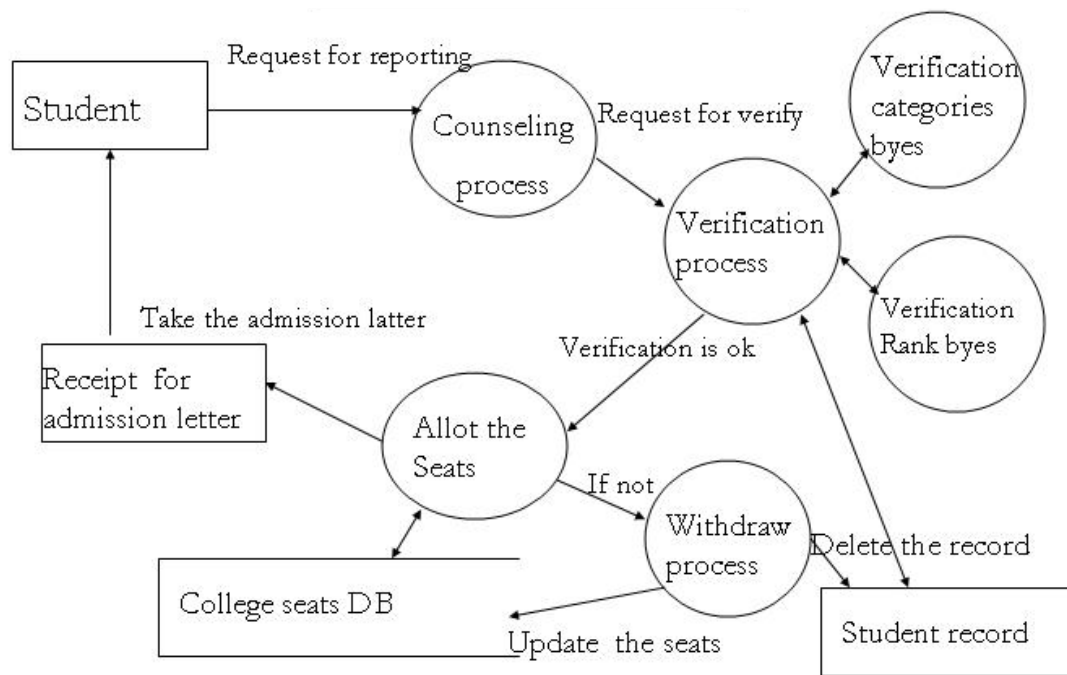 Request for reporting
Student
Counseling
process
Request for verify
Verification
categories
byes
Verification
process
Verification
Rank byes
Take the admission latter
Verification is ok
Receipt for
admission letter
Allot the
Seats
If not
Withdraw
process
Delete the record
College seats DB
Update the seats
Student record